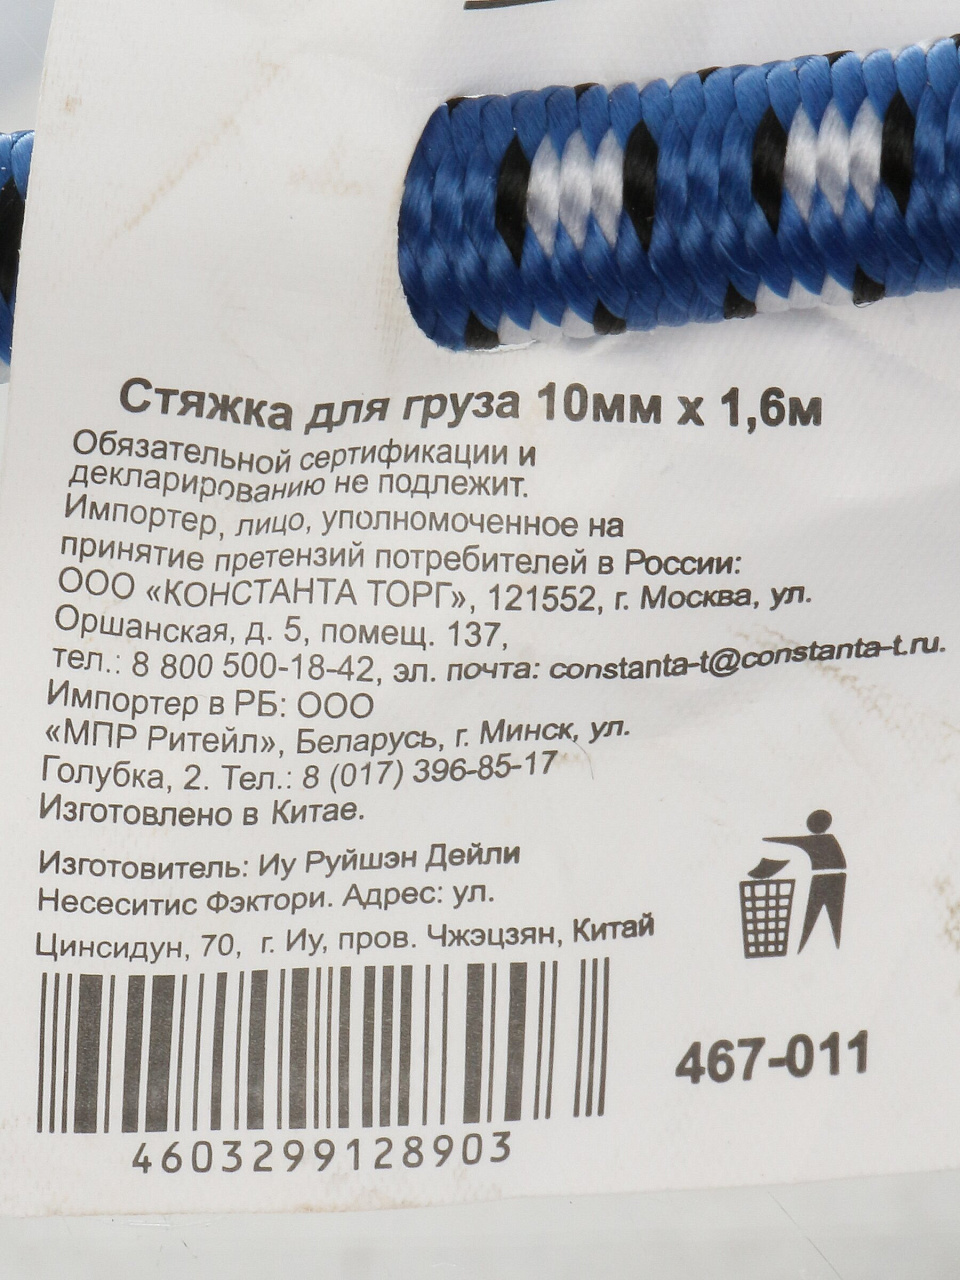 Стяжка для груза 10мм х 1,6м
Обязательной сертификации и
декларированию не подлежит.
Импортер, лицо, уполномоченное на
принятие претензий потребителей в России:
ООО «КОНСТАНТА ТОРГ», 121552, г. Москва, ул.
Оршанская, д. 5, помещ. 137,
тел.: 8 800 500-18-42, эл. почта: constanta-t@constanta-t.ru.
Импортер в РБ: ООО
«МПР Ритейл», Беларусь, г. Минск, ул.
Голубка, 2. Тел.: 8 (017) 396-85-17
Изготовлено в Китае.
Изготовитель: Иу Руйшэн Дейли
Несеситис Фэктори. Адрес: ул.
Цинсидун, 70, г. Иу, пров. Чжэцзян, Китай
467-011
4603299128903